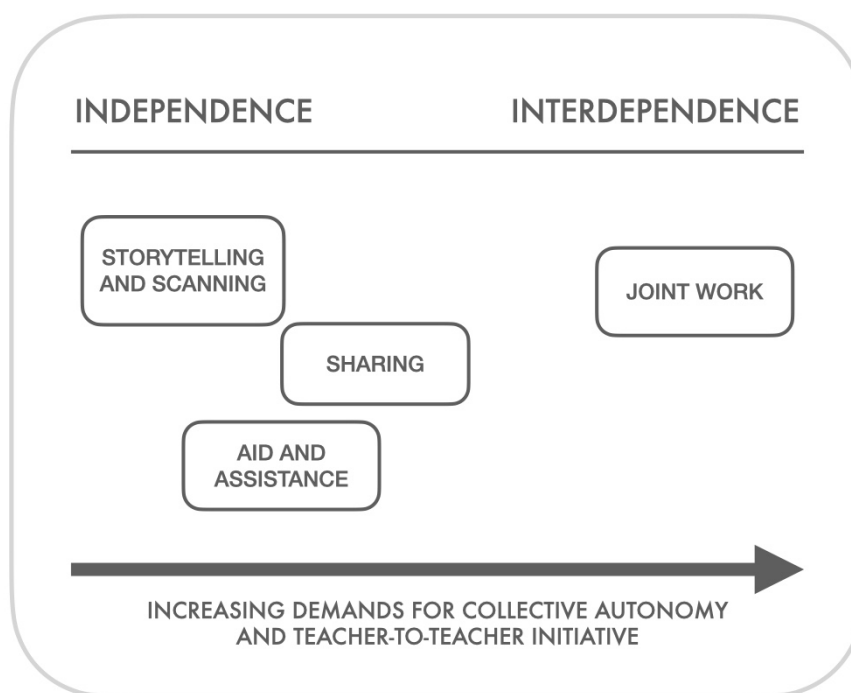 INDEPENDENCE
INTERDEPENDENCE
STORYTELLING
AND SCANNING
JOINT WORK
SHARING
AID AND
ASSISTANCE
INCREASING DEMANDS FOR COLLECTIVE AUTONOMY
AND TEACHER-TO-TEACHER INITIATIVE